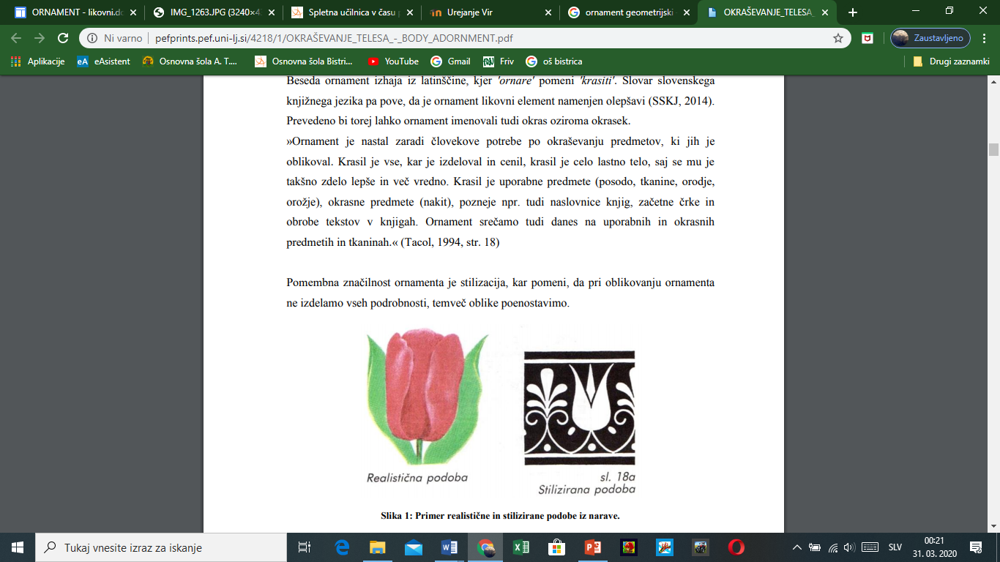 ORNAMENT - likovni.do
IMG_1263.JPG (3240×4
Spletna učilnica v času p
Urejanje Vir
ornament geometrijski -
OKRAŠEVANJE_TELESA_
Ni varno
pefprints.pef.uni-lj.si/4218/1/OKRAŠEVANJE_TELESA_-_BODY_ADORNMENT.pdf
Zaustavljeno
Aplikacije
eA eAsistent
Osnovna šola A. T....
Osnovna šola Bistri...
YouTube
Gmail
Friv
oš bistrica
Drugi zaznamki
Beseda ornament izhaja iz latinščine, kjer 'ornare' pomeni 'krasiti'. Slovar slovenskega
knjižnega jezika pa pove, da je ornament likovni element namenjen olepšavi (SSKJ, 2014).
Prevedeno bi torej lahko ornament imenovali tudi okras oziroma okrasek.
»Ornament je nastal zaradi človekove potrebe po okraševanju predmetov, ki jih je
oblikoval. Krasil je vse, kar je izdeloval in cenil, krasil je celo lastno telo, saj se mu je
takšno zdelo lepše in več vredno. Krasil je uporabne predmete (posodo, tkanine, orodje,
orožje), okrasne predmete (nakit), pozneje npr. tudi naslovnice knjig, začetne črke in
obrobe tekstov v knjigah. Ornament srečamo tudi danes na uporabnih in okrasnih
predmetih in tkaninah.« (Tacol, 1994, str. 18)
Pomembna značilnost ornamenta je stilizacija, kar pomeni, da pri oblikovanju ornamenta
ne izdelamo vseh podrobnosti, temveč oblike poenostavimo.
Realistična podoba
sl. 18a
Stilizirana podoba
Slika 1: Primer realistične in stilizirane podobe iz narave.
Tukaj vnesite izraz za iskanje
SLV
00:21
31. 03. 2020